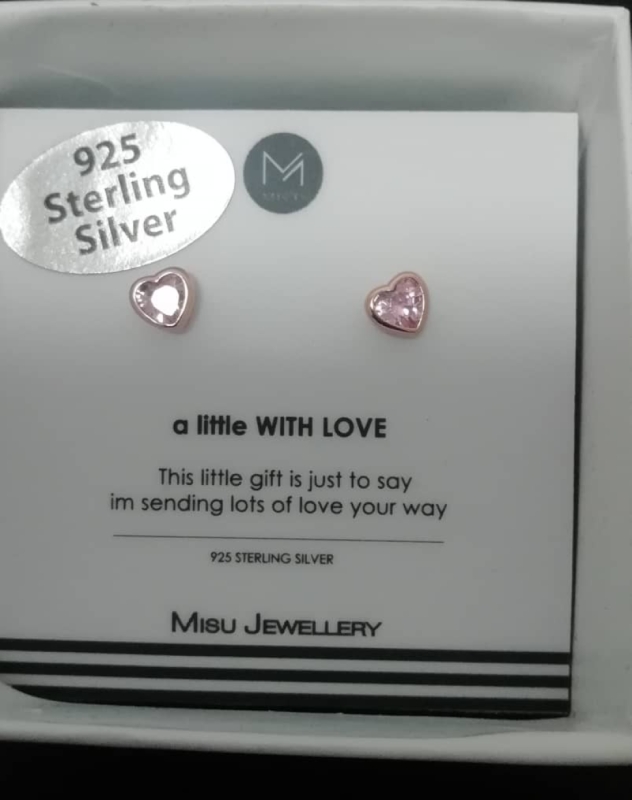 925
Sterling
Silver
a little WITH LOVE
This little gift is just to say
im sending lots of love your way
925 STERLING SILVER
MISU JEWELLERY